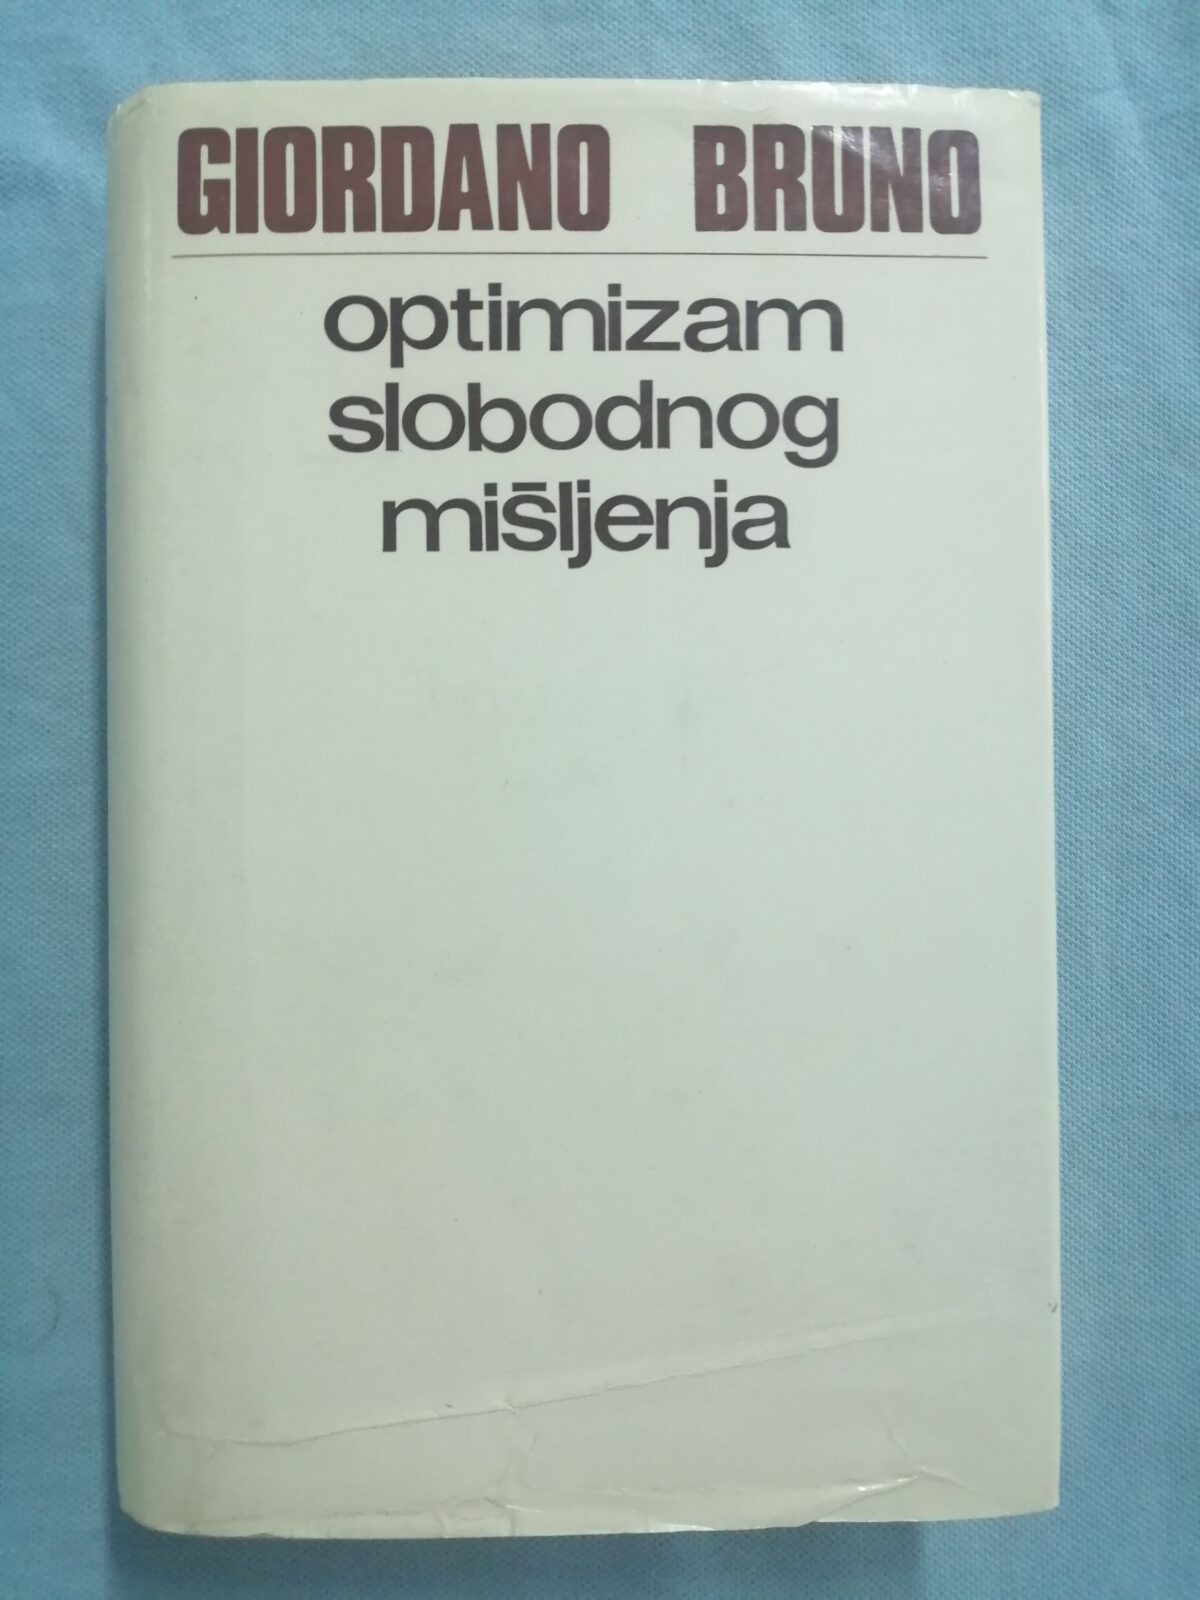 GIORDANO BRUNO
optimizam
slobodnog
mišljenja